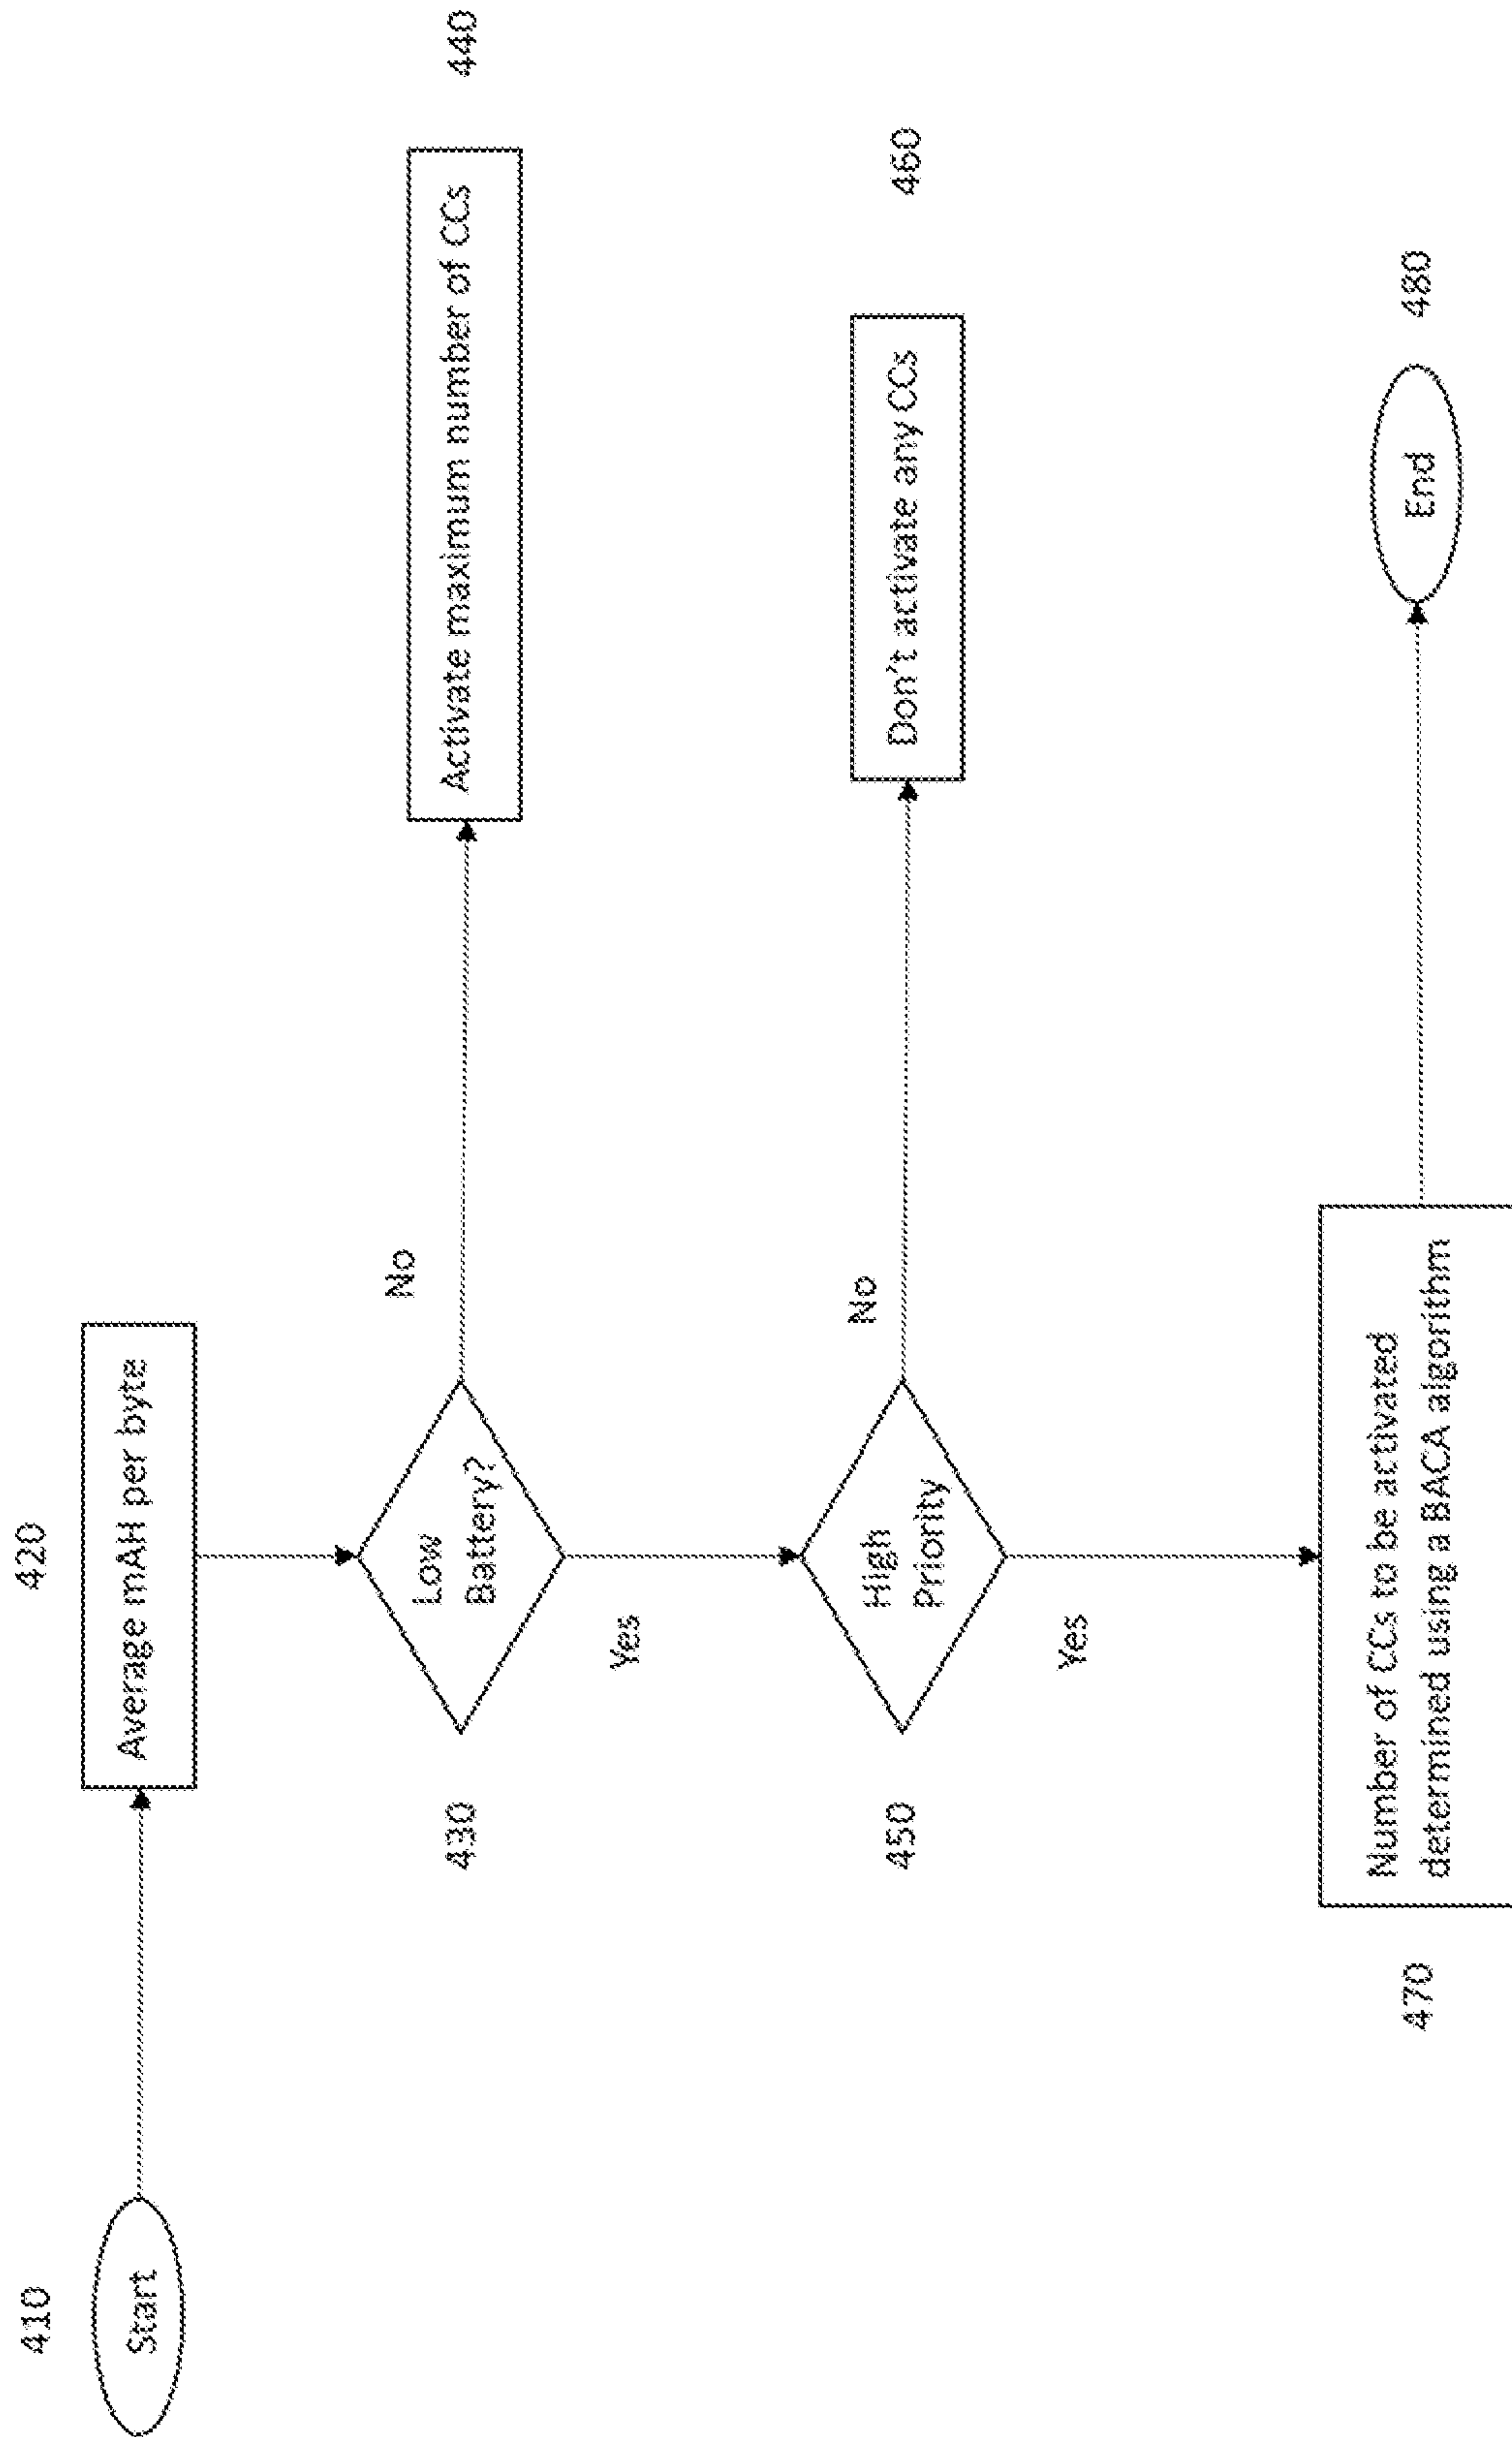 410
Start
420
Average mAH per byte
430
Low
Battery?
No
Activate maximum number of CCs
440
Yes
450
High
Priority
No
Don't activate any CCs
460
Yes
470
Number of CCs to be activated
determined using a BACA algorithm
End
480